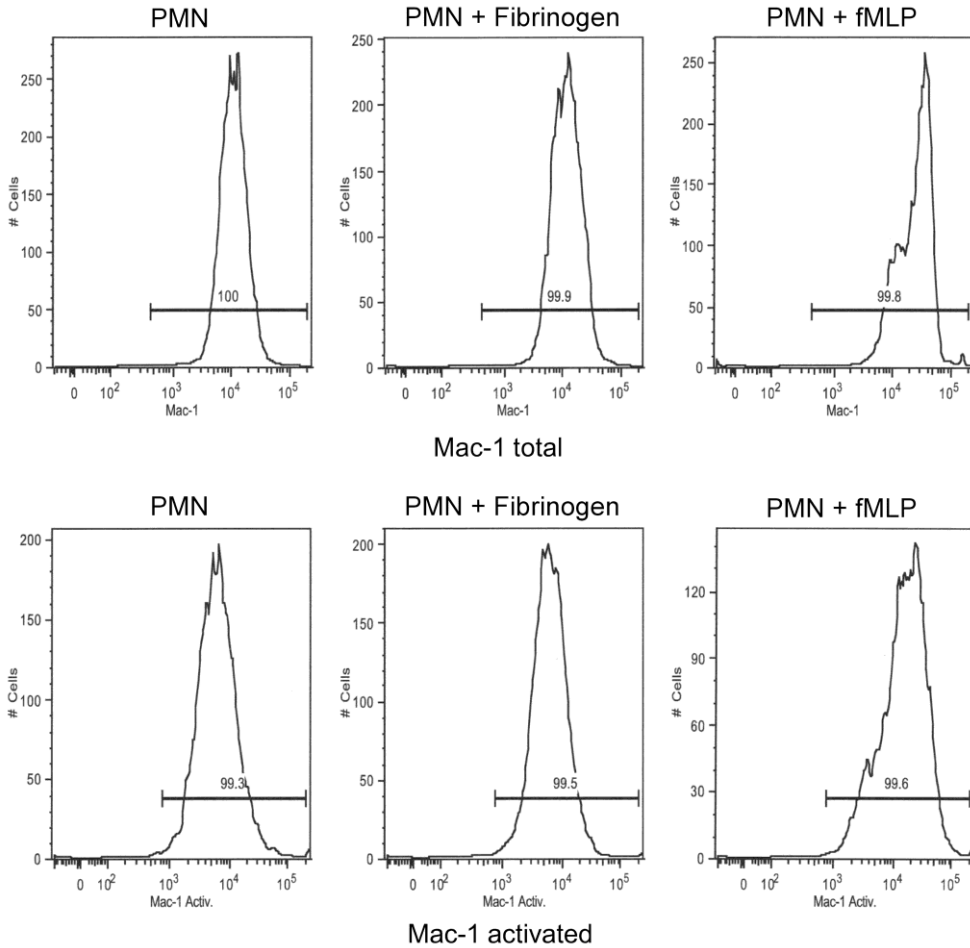 PMN
PMN + Fibrinogen
PMN + fMLP
250
200
150
100
50
0
# Cells
100
0 10² 10³ 10⁴ 10⁵
Mac-1
250
200
150
100
50
0
# Cells
99.9
0 10² 10³ 10⁴ 10⁵
Mac-1
250
200
150
100
50
0
# Cells
99.8
0 10² 10³ 10⁴ 10⁵
Mac-1
Mac-1 total
PMN
PMN + Fibrinogen
PMN + fMLP
200
150
100
50
0
# Cells
99.3
0 10² 10³ 10⁴ 10⁵
Mac-1 Activ.
200
150
100
50
0
# Cells
99.5
0 10² 10³ 10⁴ 10⁵
Mac-1 Activ.
120
90
60
30
0
# Cells
99.6
0 10² 10³ 10⁴ 10⁵
Mac-1 Activ.
Mac-1 activated